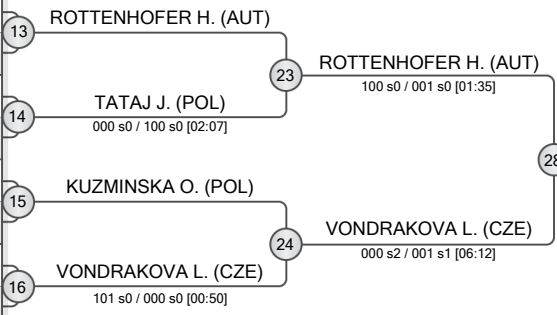 ROTTENHOFER H. (AUT)
13
23
ROTTENHOFER H. (AUT)
100 s0 / 001 s0 [01:35]
TATAJ J. (POL)
14
000 s0 / 100 s0 [02:07]
28
KUZMINSKA O. (POL)
15
24
VONDRAKOVA L. (CZE)
000 s2 / 001 s1 [06:12]
VONDRAKOVA L. (CZE)
16
101 s0 / 000 s0 [00:50]